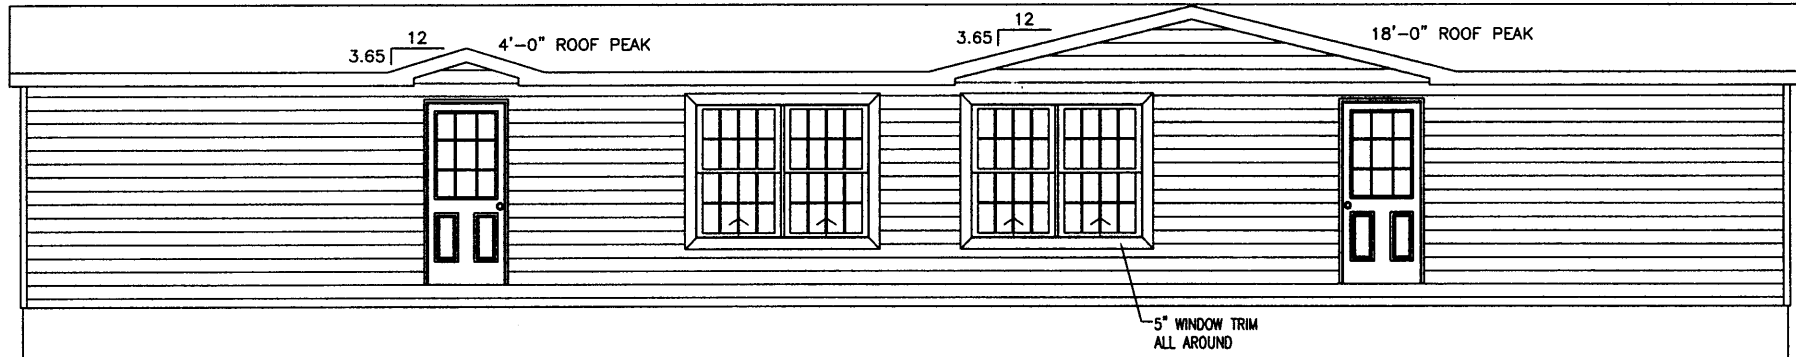 12
3.65
4'-0" ROOF PEAK
12
3.65
18'-0" ROOF PEAK
5" WINDOW TRIM
ALL AROUND